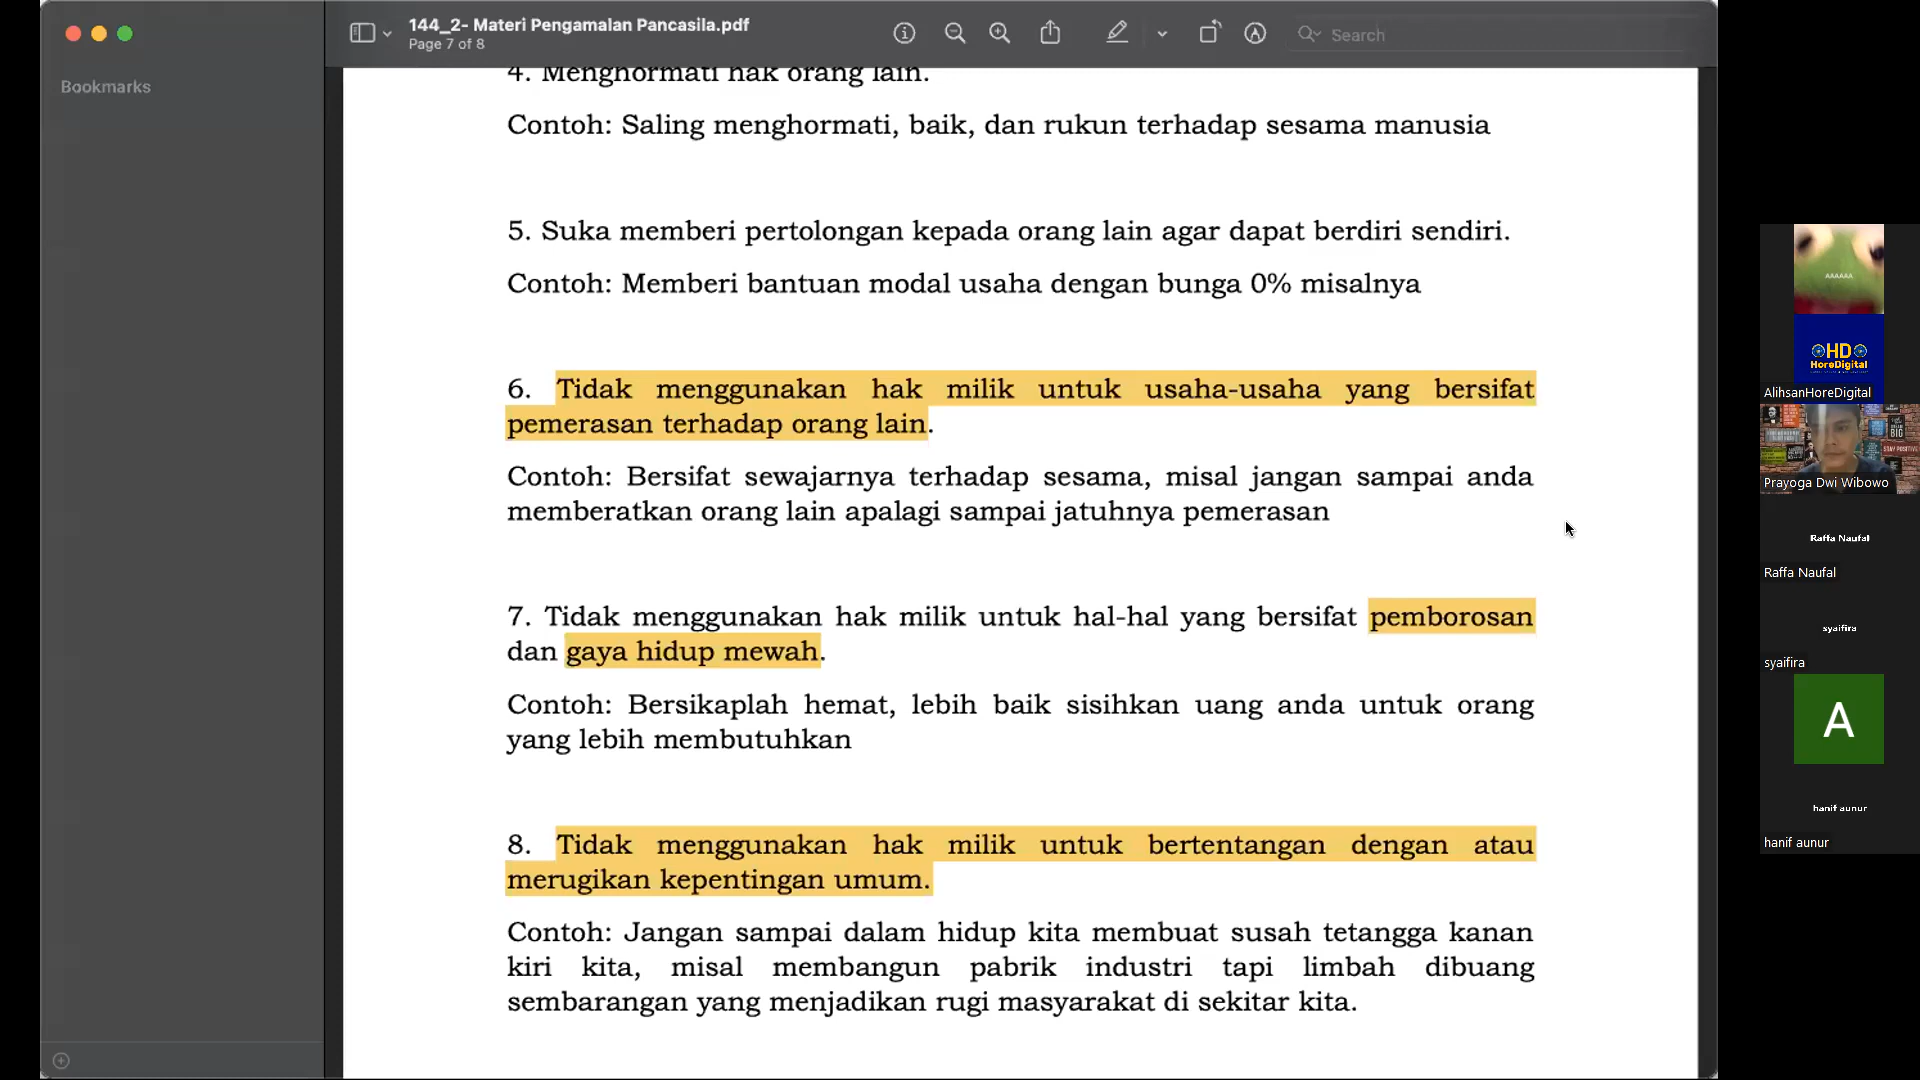 144_2- Materi Pengamalan Pancasila.pdf
Page 7 of 8
Search
Bookmarks
4. Menghormati hak orang lain.
Contoh: Saling menghormati, baik, dan rukun terhadap sesama manusia
5. Suka memberi pertolongan kepada orang lain agar dapat berdiri sendiri.
Contoh: Memberi bantuan modal usaha dengan bunga 0% misalnya
6. Tidak menggunakan hak milik untuk usaha-usaha yang bersifat
pemerasan terhadap orang lain.
Contoh: Bersifat sewajarnya terhadap sesama, misal jangan sampai anda
memberatkan orang lain apalagi sampai jatuhnya pemerasan
7. Tidak menggunakan hak milik untuk hal-hal yang bersifat pemborosan
dan gaya hidup mewah.
Contoh: Bersikaplah hemat, lebih baik sisihkan uang anda untuk orang
yang lebih membutuhkan
8. Tidak menggunakan hak milik untuk bertentangan dengan atau
merugikan kepentingan umum.
Contoh: Jangan sampai dalam hidup kita membuat susah tetangga kanan
kiri kita, misal membangun pabrik industri tapi limbah dibuang
sembarangan yang menjadikan rugi masyarakat di sekitar kita.
AAAAAA
HD
HoreDigital
AlihsanHoreDigital
BIG
STAY POSITIVE
Prayoga Dwi Wibowo
Raffa Naufal
Raffa Naufal
syaifira
syaifira
A
hanif aunur
hanif aunur